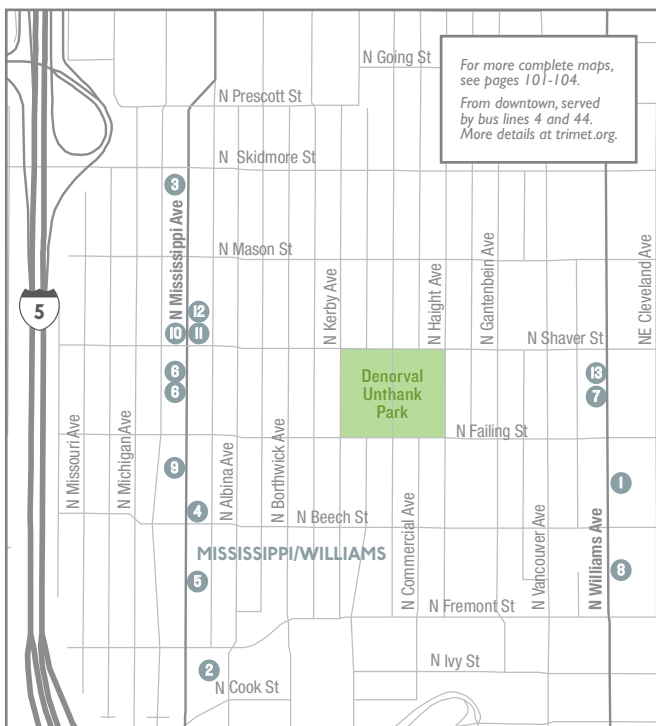 N Going St
For more complete maps,
see pages 101-104.
From downtown, served
by bus lines 4 and 44.
More details at trimet.org.
N Prescott St
N Skidmore St
3
N Mississippi Ave
N Mason St
N Kerby Ave
N Haight Ave
N Gantenbein Ave
NE Cleveland Ave
5
12
10
11
N Shaver St
6
6
Denorval
Unthank
Park
13
7
N Missouri Ave
N Michigan Ave
N Albina Ave
N Borthwick Ave
N Failing St
9
1
4
N Beech St
N Commercial Ave
N Vancouver Ave
N Williams Ave
MISSISSIPPI/WILLIAMS
5
8
N Fremont St
2
N Ivy St
N Cook St